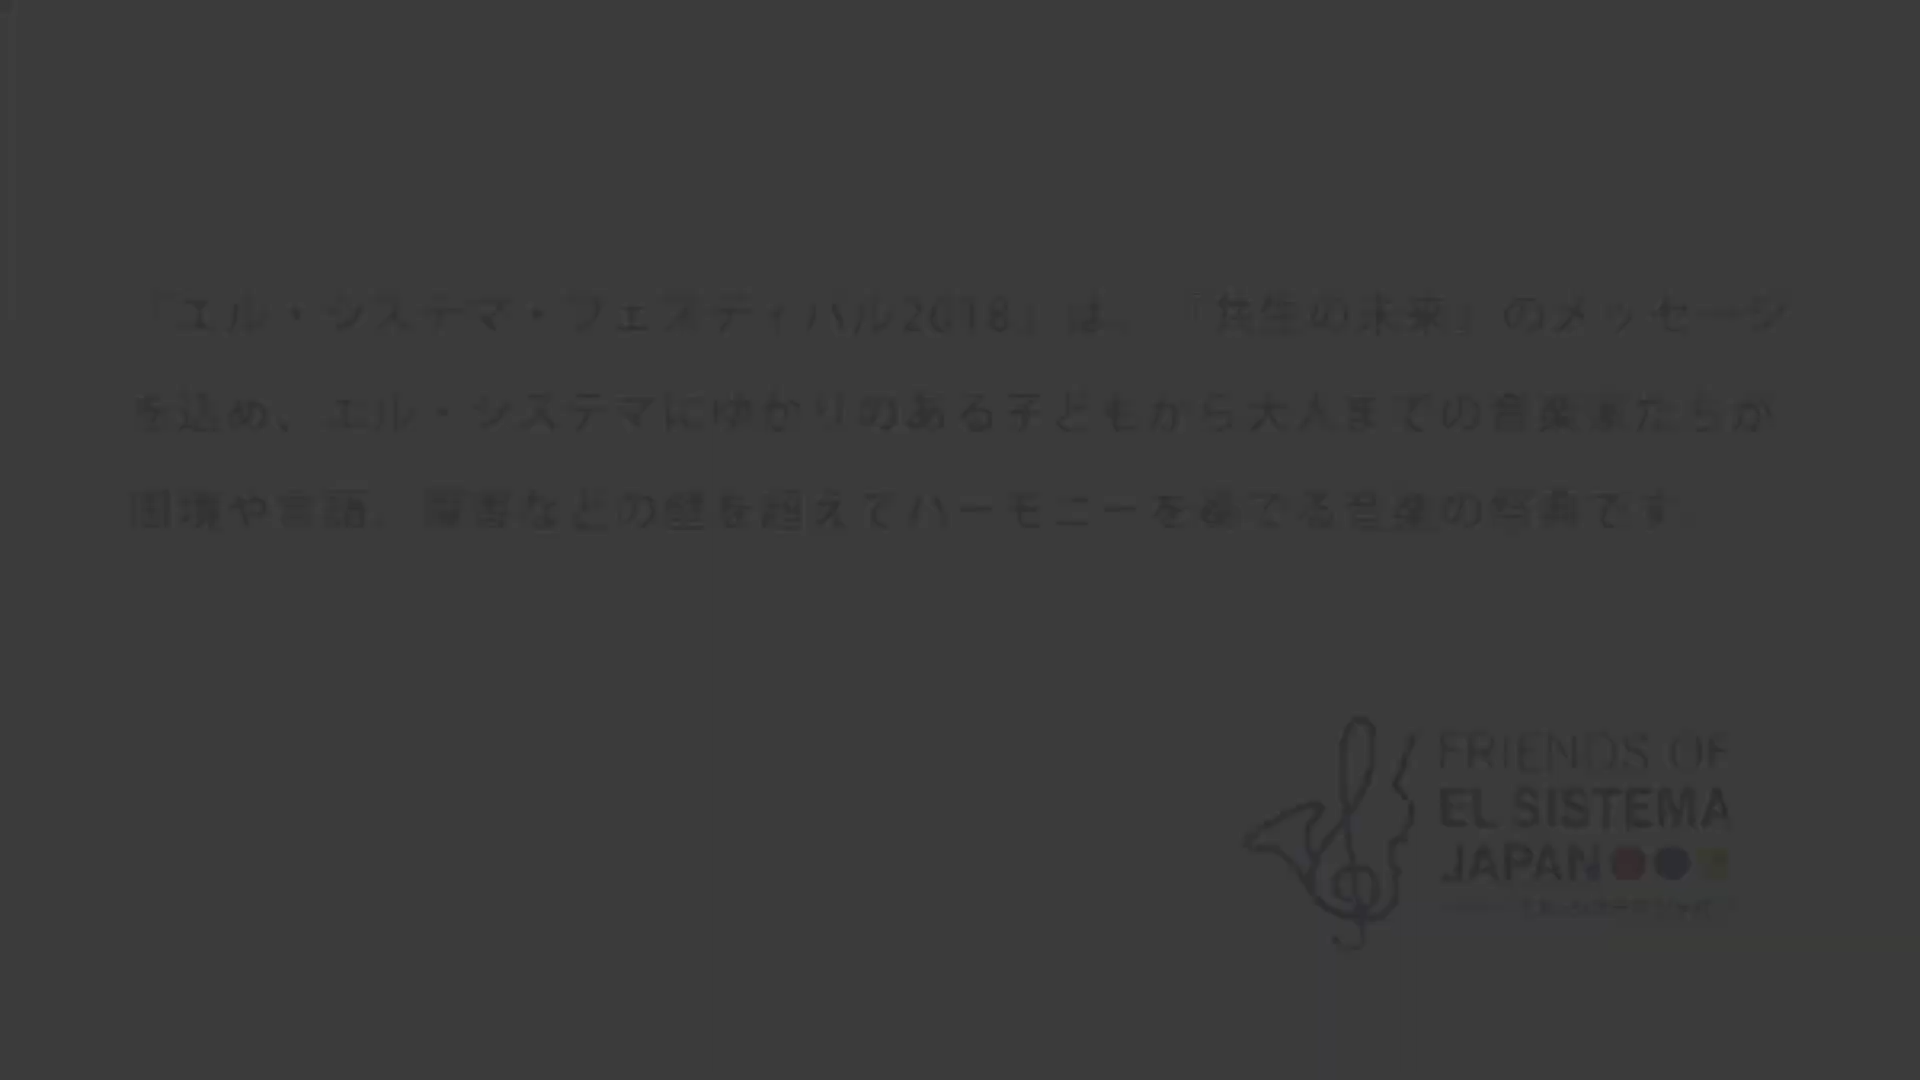 「エル・システマ・フェスティバル2018」は、「共生の未来」のメッセージ
を込め、エル・システマにゆかりのある子どもから大人までの音楽家たちが
国境や言語、障害などの壁を超えてハーモニーを奏でる音楽の祭典です
FRIENDS OF
EL SISTEMA
JAPAN